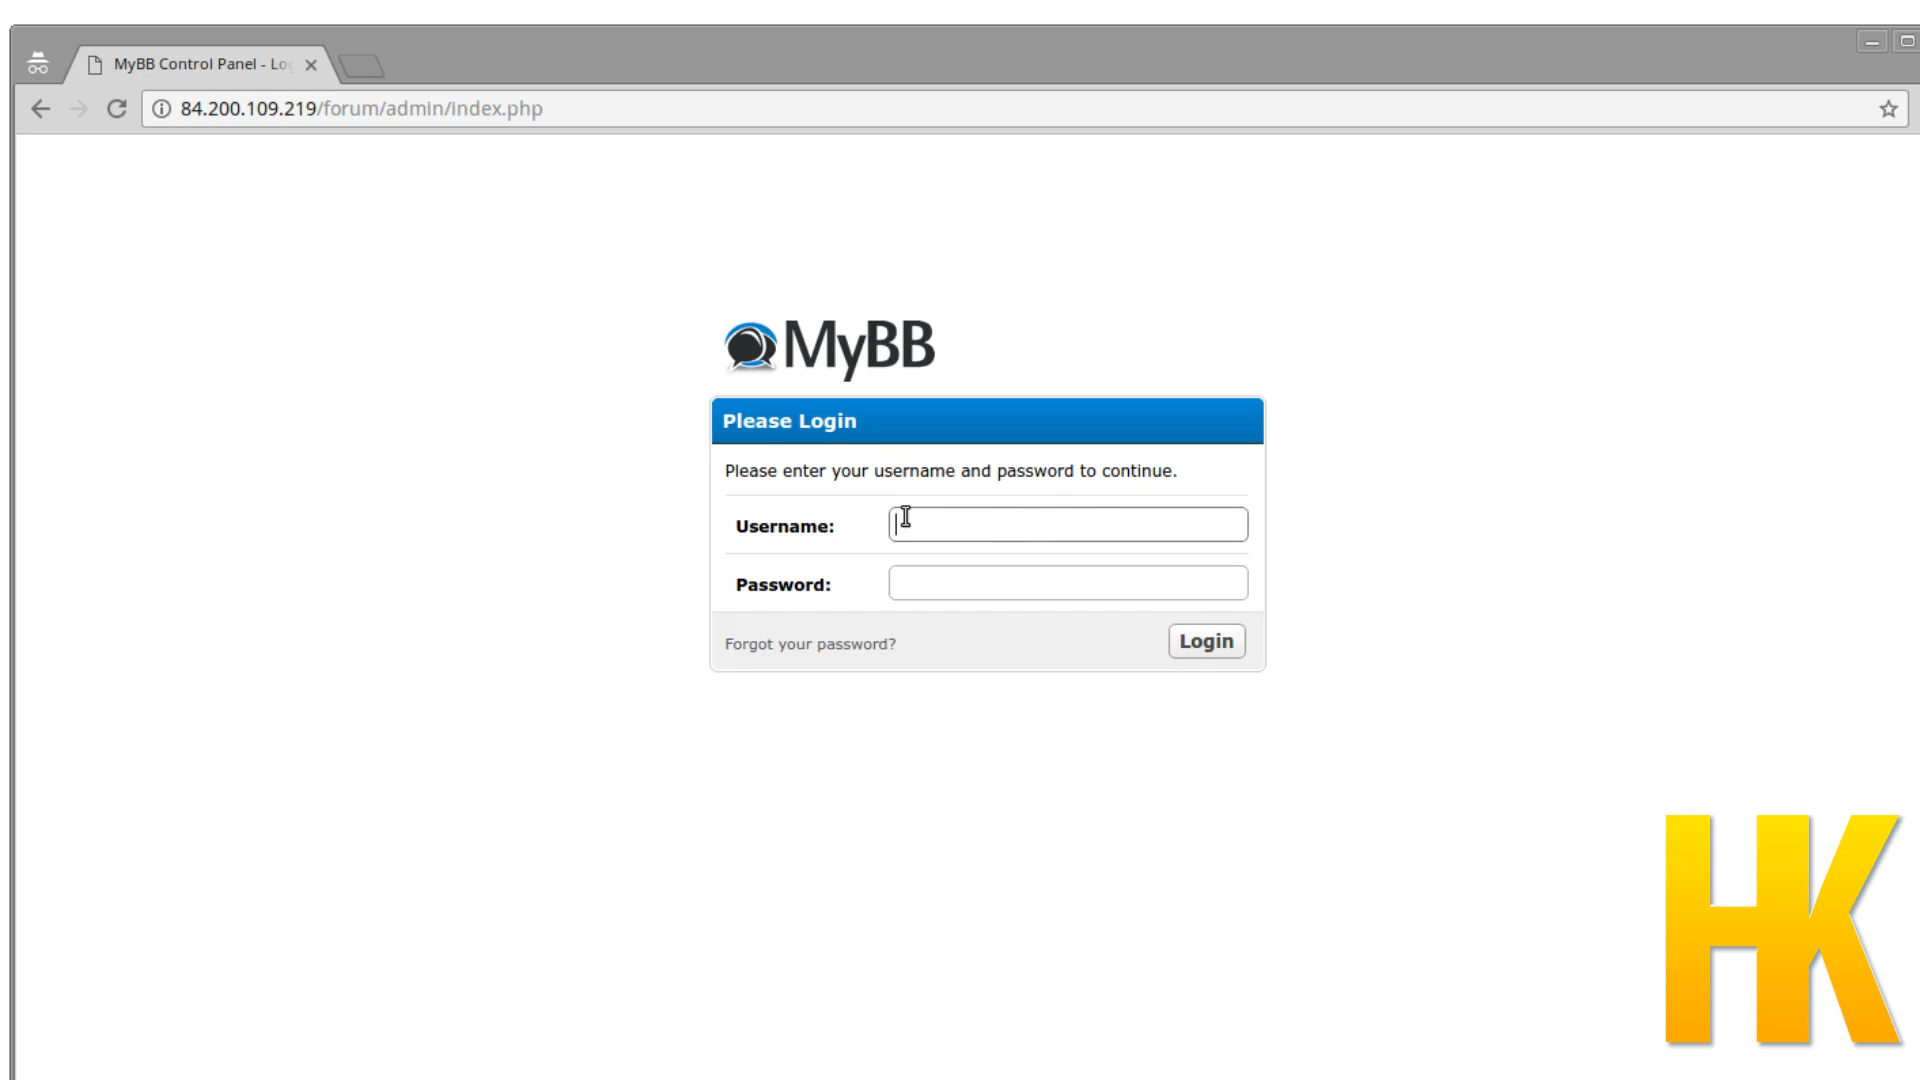 MyBB Control Panel - Lo
84.200.109.219/forum/admin/index.php
MyBB
Please Login
Please enter your username and password to continue.
Username:
Password:
Forgot your password?
Login
HK